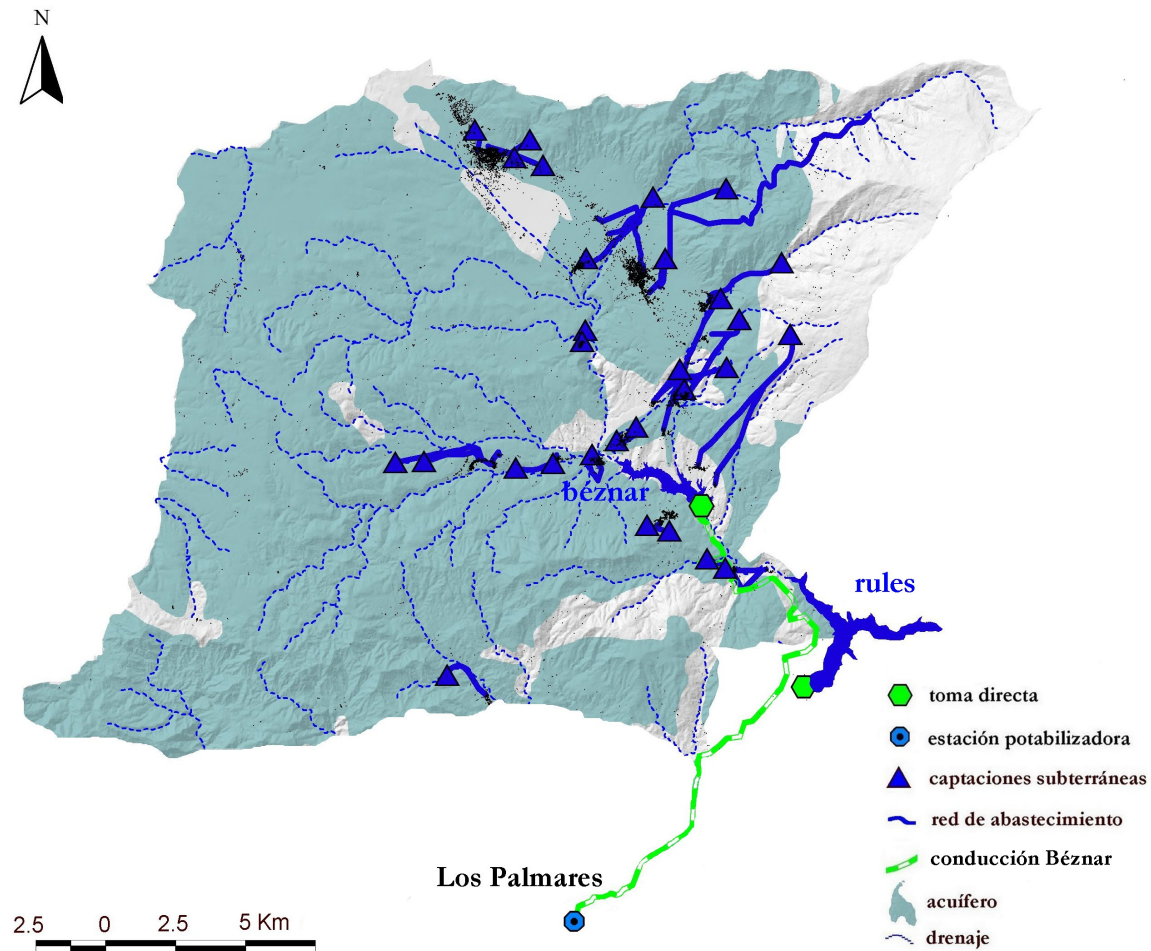 N
béznar
rules
toma directa
estación potabilizadora
captaciones subterráneas
red de abastecimiento
conducción Béznar
Los Palmares
acuífero
2.5 0 2.5 5 Km
drenaje